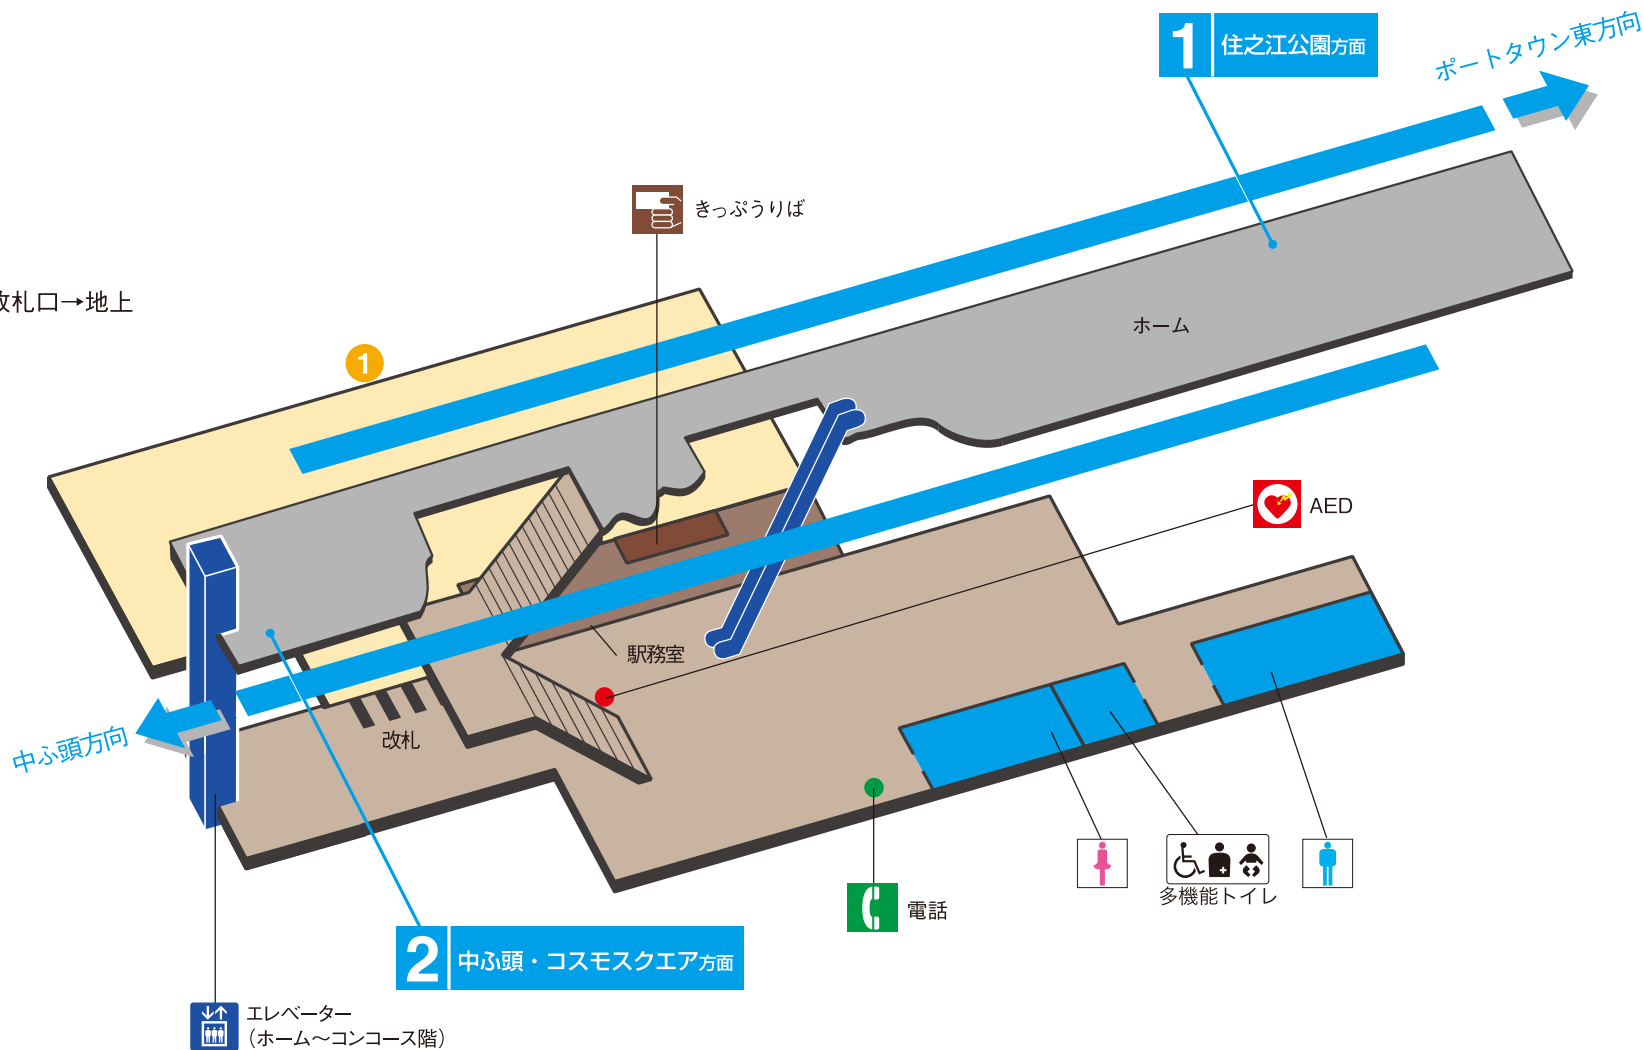 1 住之江公園方面
ポートタウン東方向
きっぷうりば
改札口→地上
1
ホーム
AED
駅務室
改札
中ふ頭方向
電話
多機能トイレ
2 中ふ頭・コスモスクエア方面
エレベーター
（ホーム～コンコース階）